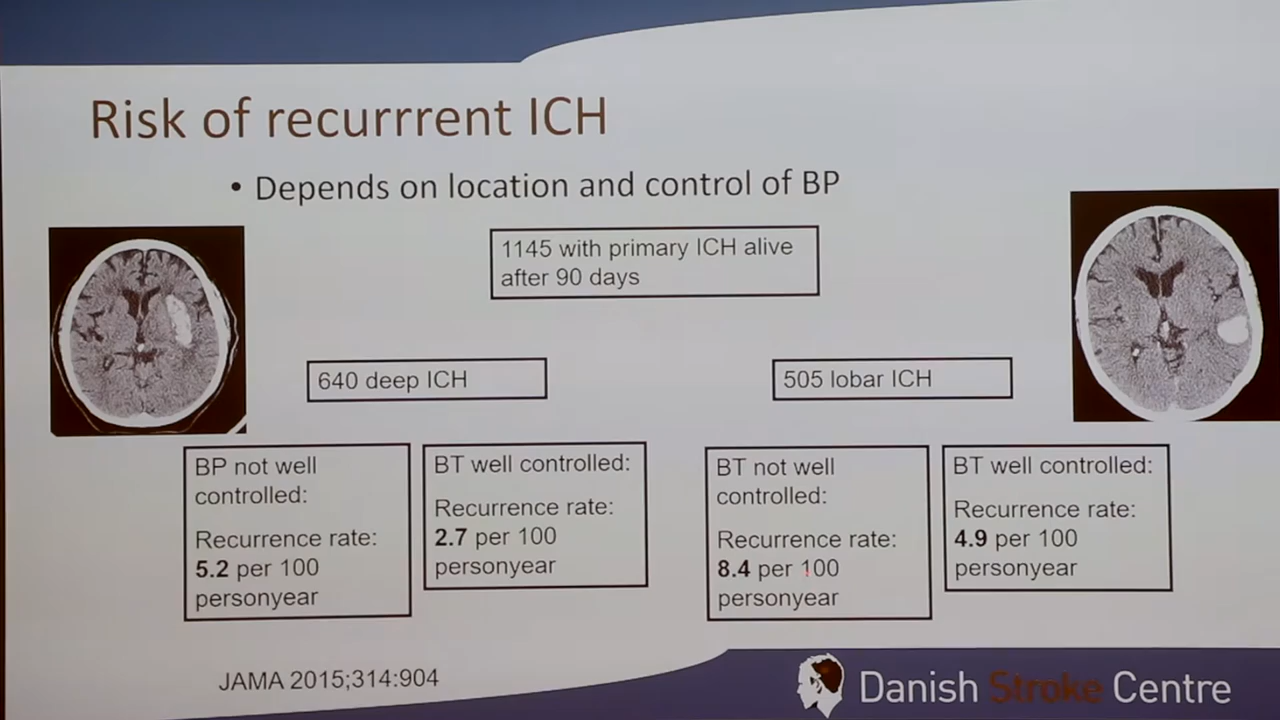 Risk of recurrrent ICH
• Depends on location and control of BP
1145 with primary ICH alive
after 90 days
640 deep ICH
505 lobar ICH
BP not well
controlled:
Recurrence rate:
5.2 per 100
personyear
BT well controlled:
Recurrence rate:
2.7 per 100
personyear
BT not well
controlled:
Recurrence rate:
8.4 per 100
personyear
BT well controlled:
Recurrence rate:
4.9 per 100
personyear
JAMA 2015;314:904
Danish Stroke Centre